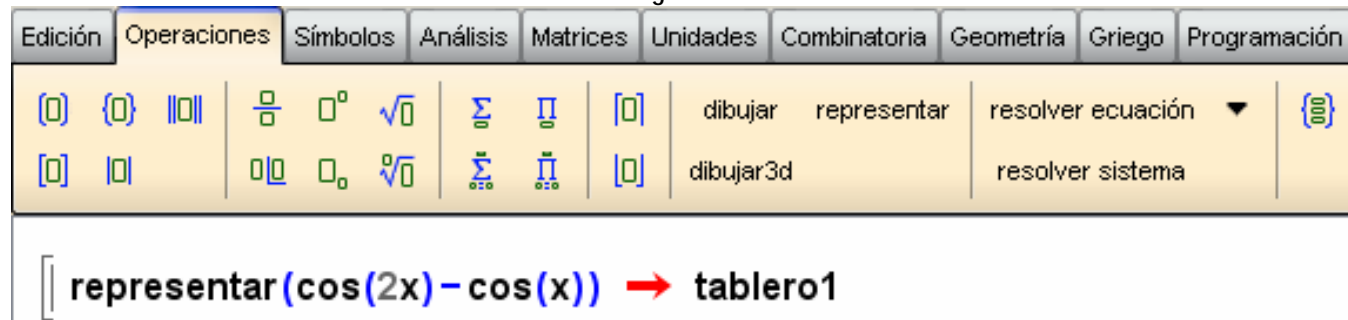 Edición Operaciones Símbolos Análisis Matrices Unidades Combinatoria Geometría Griego Programación
dibujar representar resolver ecuación
dibujar3d resolver sistema
representar(cos(2x)-cos(x)) → tablero1